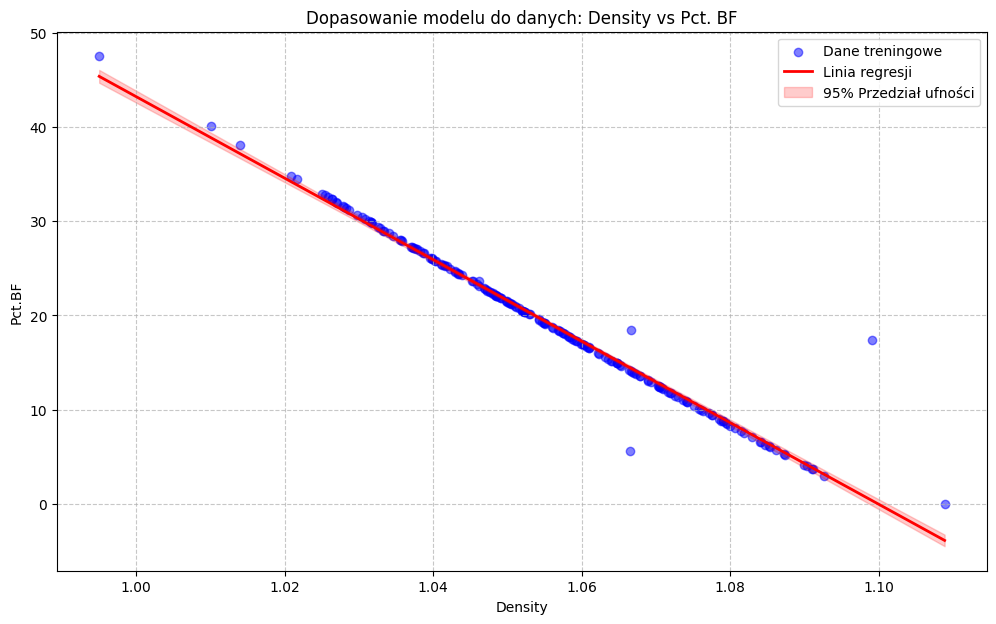 Dopasowanie modelu do danych: Density vs Pct. BF
Dane treningowe
Linia regresji
95% Przedział ufności
Pct.BF
50
40
30
20
10
0
1.00
1.02
1.04
1.06
1.08
1.10
Density